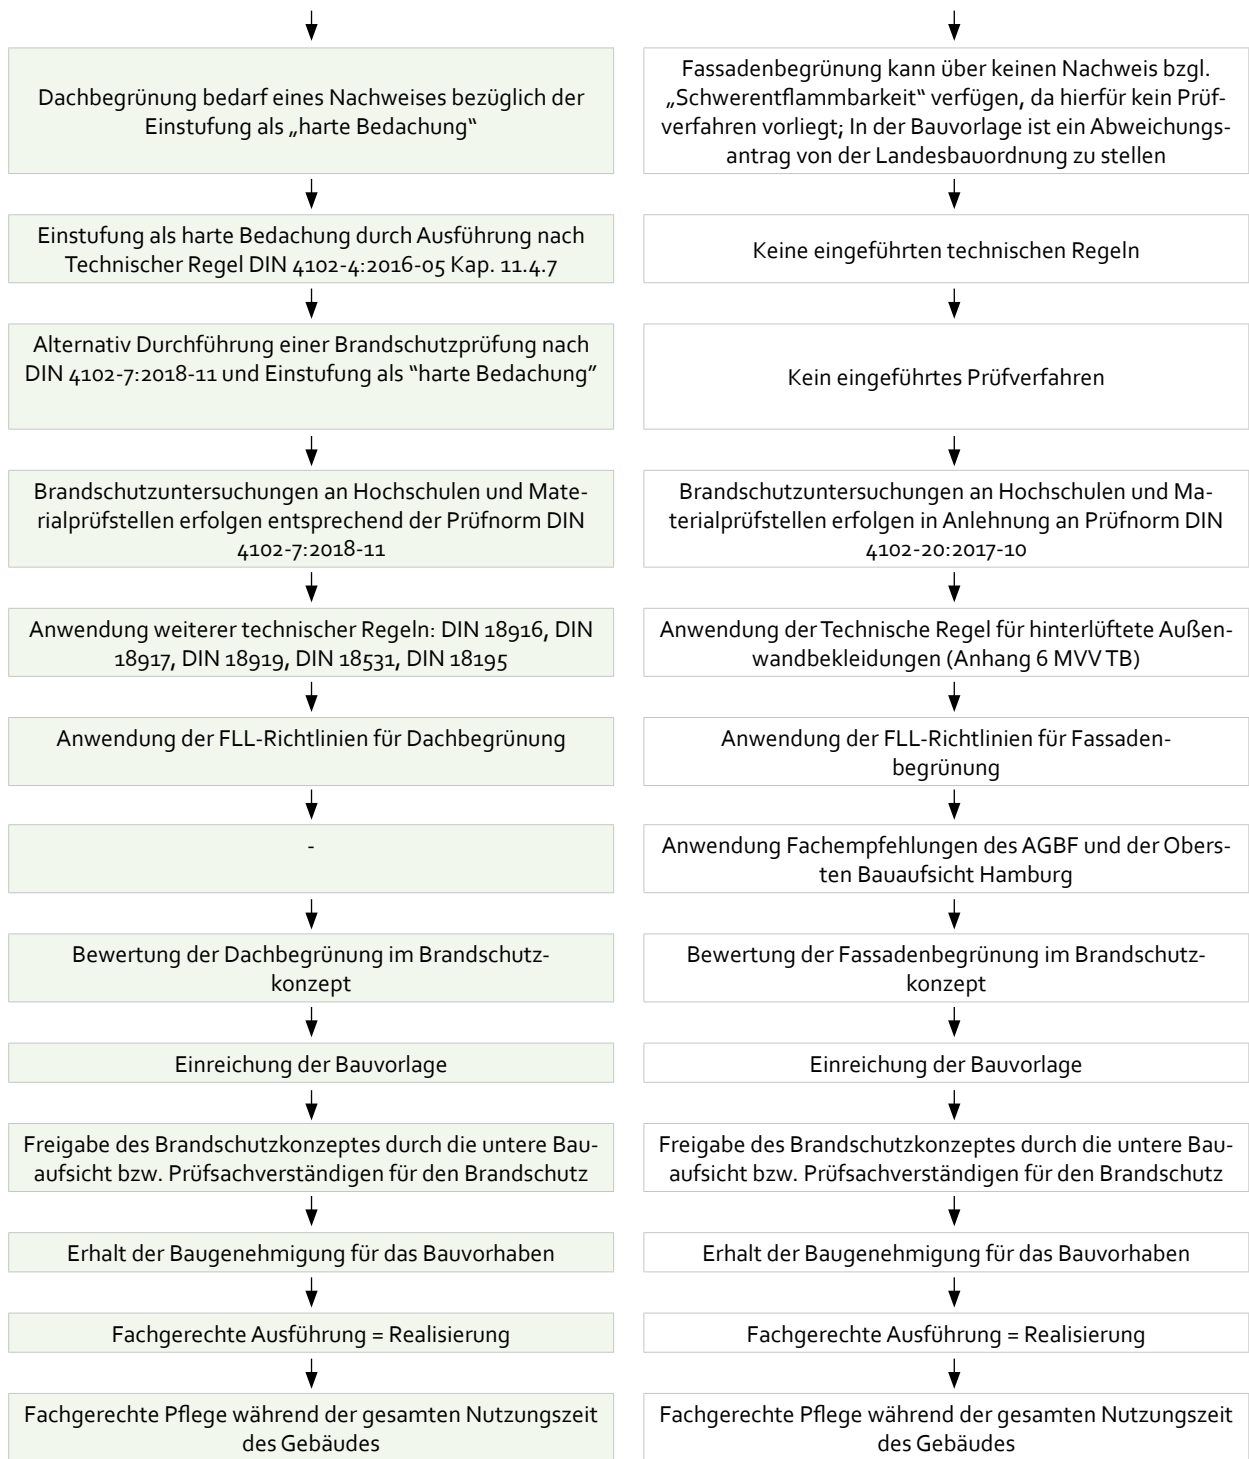 Dachbegrünung bedarf eines Nachweises bezüglich der
Einstufung als „harte Bedachung“
Fassadenbegrünung kann über keinen Nachweis bzgl.
„Schwerentflammbarkeit“ verfügen, da hierfür kein Prüf-
verfahren vorliegt; In der Bauvorlage ist ein Abweichungs-
antrag von der Landesbauordnung zu stellen
Einstufung als harte Bedachung durch Ausführung nach
Technischer Regel DIN 4102-4:2016-05 Kap. 11.4.7
Keine eingeführten technischen Regeln
Alternativ Durchführung einer Brandschutzprüfung nach
DIN 4102-7:2018-11 und Einstufung als “harte Bedachung”
Kein eingeführtes Prüfverfahren
Brandschutzuntersuchungen an Hochschulen und Mate-
rialprüfstellen erfolgen entsprechend der Prüfnorm DIN
4102-7:2018-11
Brandschutzuntersuchungen an Hochschulen und Ma-
terialprüfstellen erfolgen in Anlehnung an Prüfnorm DIN
4102-20:2017-10
Anwendung weiterer technischer Regeln: DIN 18916, DIN
18917, DIN 18919, DIN 18531, DIN 18195
Anwendung der Technische Regel für hinterlüftete Außen-
wandbekleidungen (Anhang 6 MVV TB)
Anwendung der FLL-Richtlinien für Dachbegrünung
Anwendung der FLL-Richtlinien für Fassaden-
begrünung
-
Anwendung Fachempfehlungen des AGBF und der Obers-
ten Bauaufsicht Hamburg
Bewertung der Dachbegrünung im Brandschutz-
konzept
Bewertung der Fassadenbegrünung im Brandschutz-
konzept
Einreichung der Bauvorlage
Einreichung der Bauvorlage
Freigabe des Brandschutzkonzeptes durch die untere Bau-
aufsicht bzw. Prüfsachverständigen für den Brandschutz
Freigabe des Brandschutzkonzeptes durch die untere Bau-
aufsicht bzw. Prüfsachverständigen für den Brandschutz
Erhalt der Baugenehmigung für das Bauvorhaben
Erhalt der Baugenehmigung für das Bauvorhaben
Fachgerechte Ausführung = Realisierung
Fachgerechte Ausführung = Realisierung
Fachgerechte Pflege während der gesamten Nutzungszeit
des Gebäudes
Fachgerechte Pflege während der gesamten Nutzungszeit
des Gebäudes